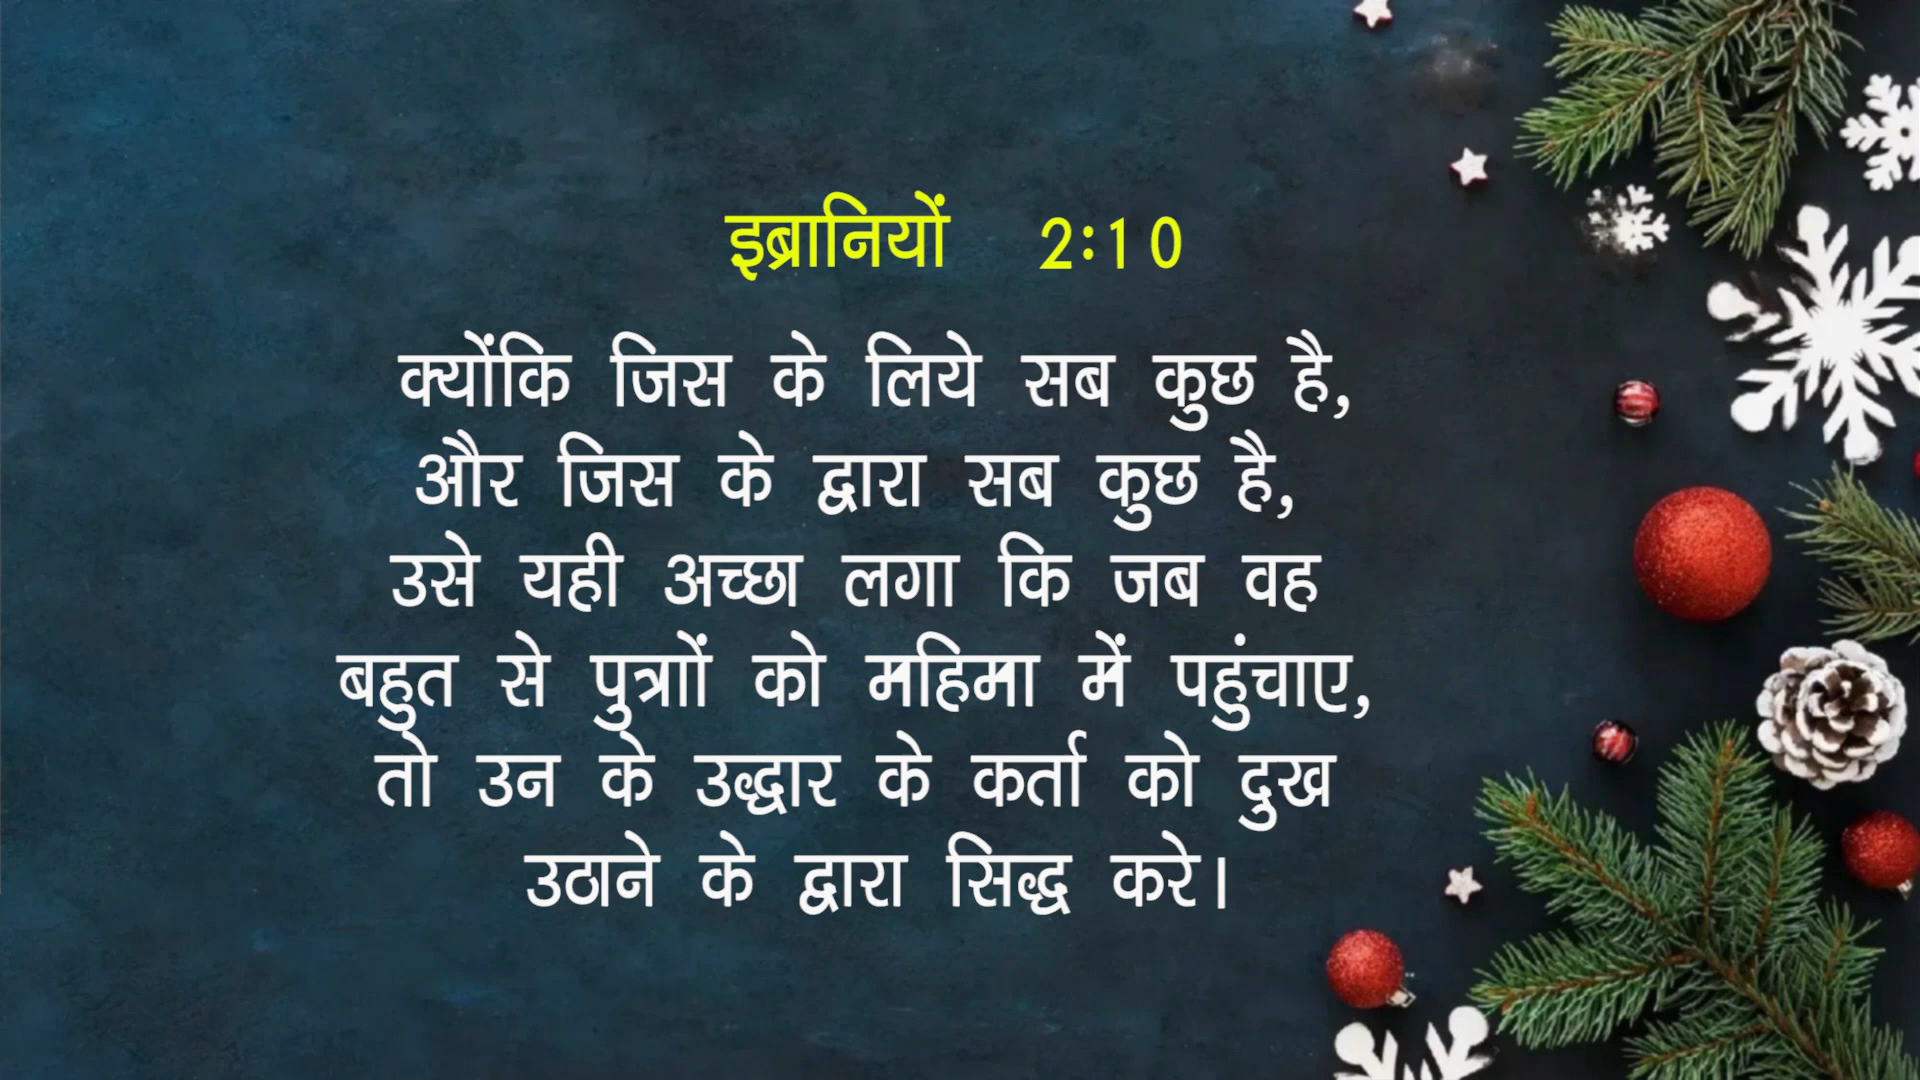 इब्रानियों 2:10
क्योंकि जिस के लिये सब कुछ है,
और जिस के द्वारा सब कुछ है,
उसे यही अच्छा लगा कि जब वह
बहुत से पुत्राों को महिमा में पहुंचाए,
तो उन के उद्धार के कर्ता को दुख
उठाने के द्वारा सिद्ध करे।